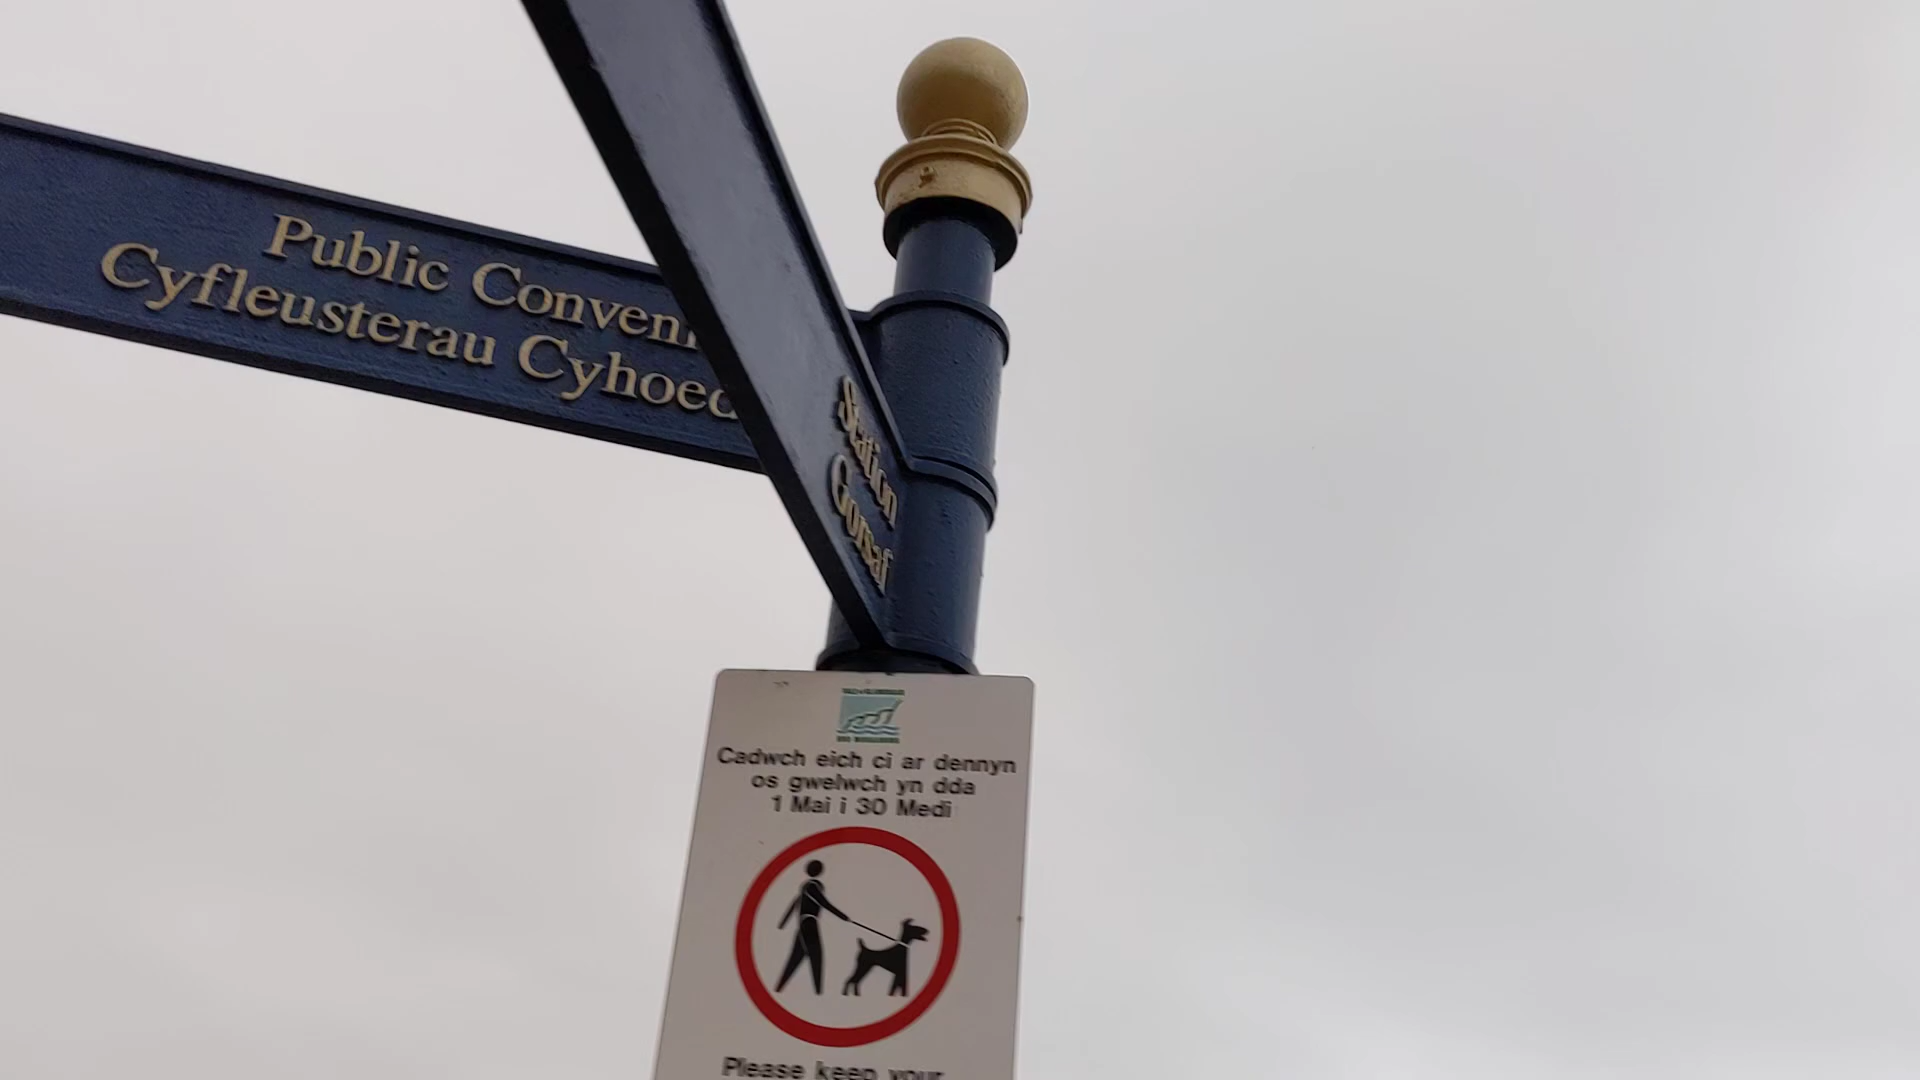 Public Conven
Cyfleusterau Cyhoed
Station
Gorsaf
Cadwch eich ci ar dennyn
os gwelwch yn dda
1 Mai i 30 Medi
Please keep your